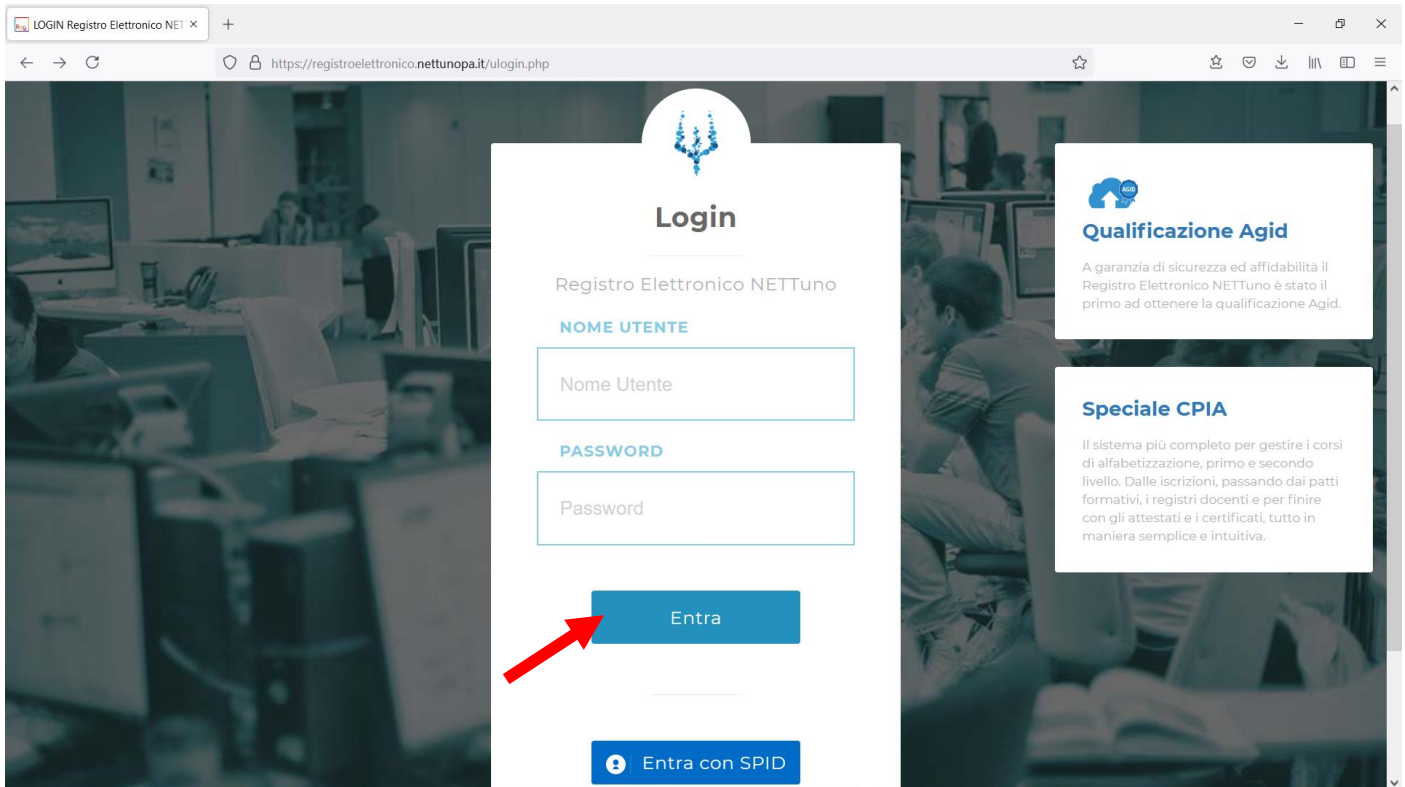 LOGIN Registro Elettronico NET
https://registroelettronico.nettunopa.it/ulogin.php
Login
Registro Elettronico NETTuno
NOME UTENTE
Nome Utente
PASSWORD
Password
Entra
Entra con SPID
AGID
Qualificazione Agid
A garanzia di sicurezza ed affidabilità il
Registro Elettronico NETTuno è stato il
primo ad ottenere la qualificazione Agid.
Speciale CPIA
Il sistema più completo per gestire i corsi
di alfabetizzazione, primo e secondo
livello. Dalle iscrizioni, passando dai patti
formativi, i registri docenti e per finire
con gli attestati e i certificati, tutto in
maniera semplice e intuitiva.